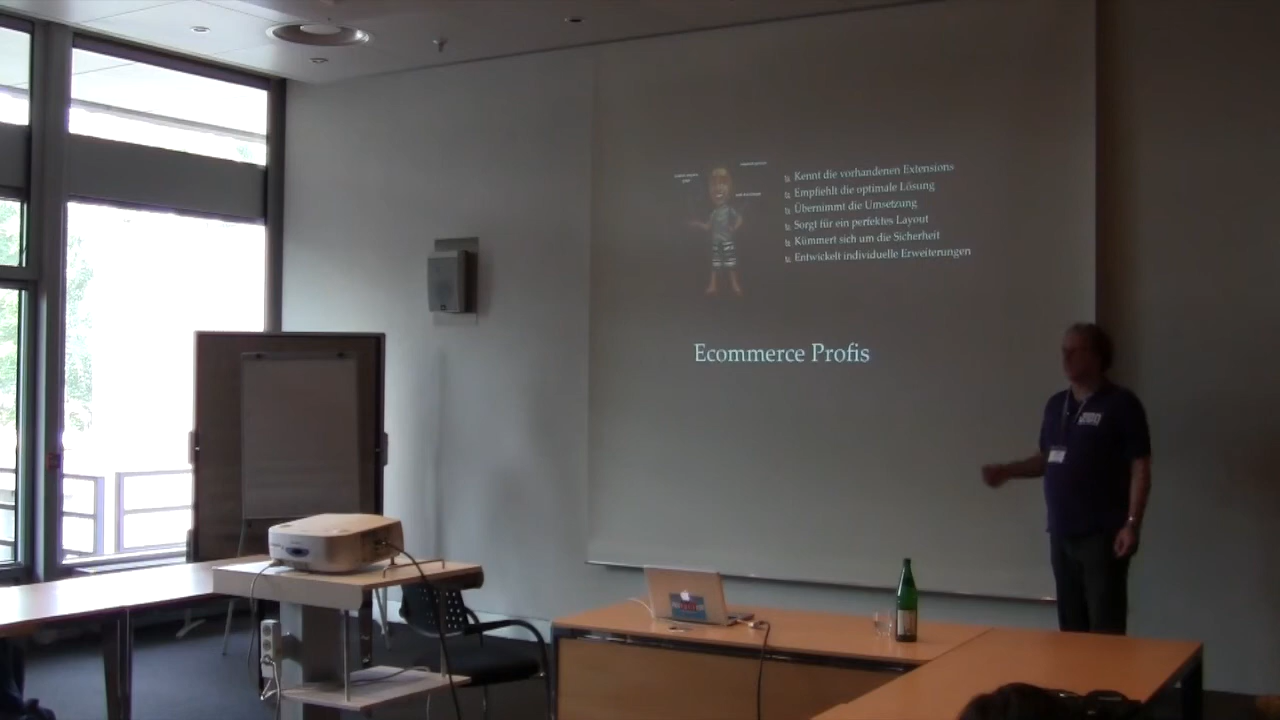 Kennt die vorhandenen Extensions
Empfiehlt die optimale Lösung
Übernimmt die Umsetzung
Sorgt für ein perfektes Layout
Kümmert sich um die Sicherheit
Entwickelt individuelle Erweiterungen
Ecommerce Profis